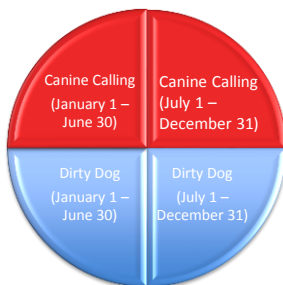 Canine Calling
(January 1 –
June 30)
Canine Calling
(July 1 –
December 31)
Dirty Dog
(January 1 –
June 30)
Dirty Dog
(July 1 –
December 31)